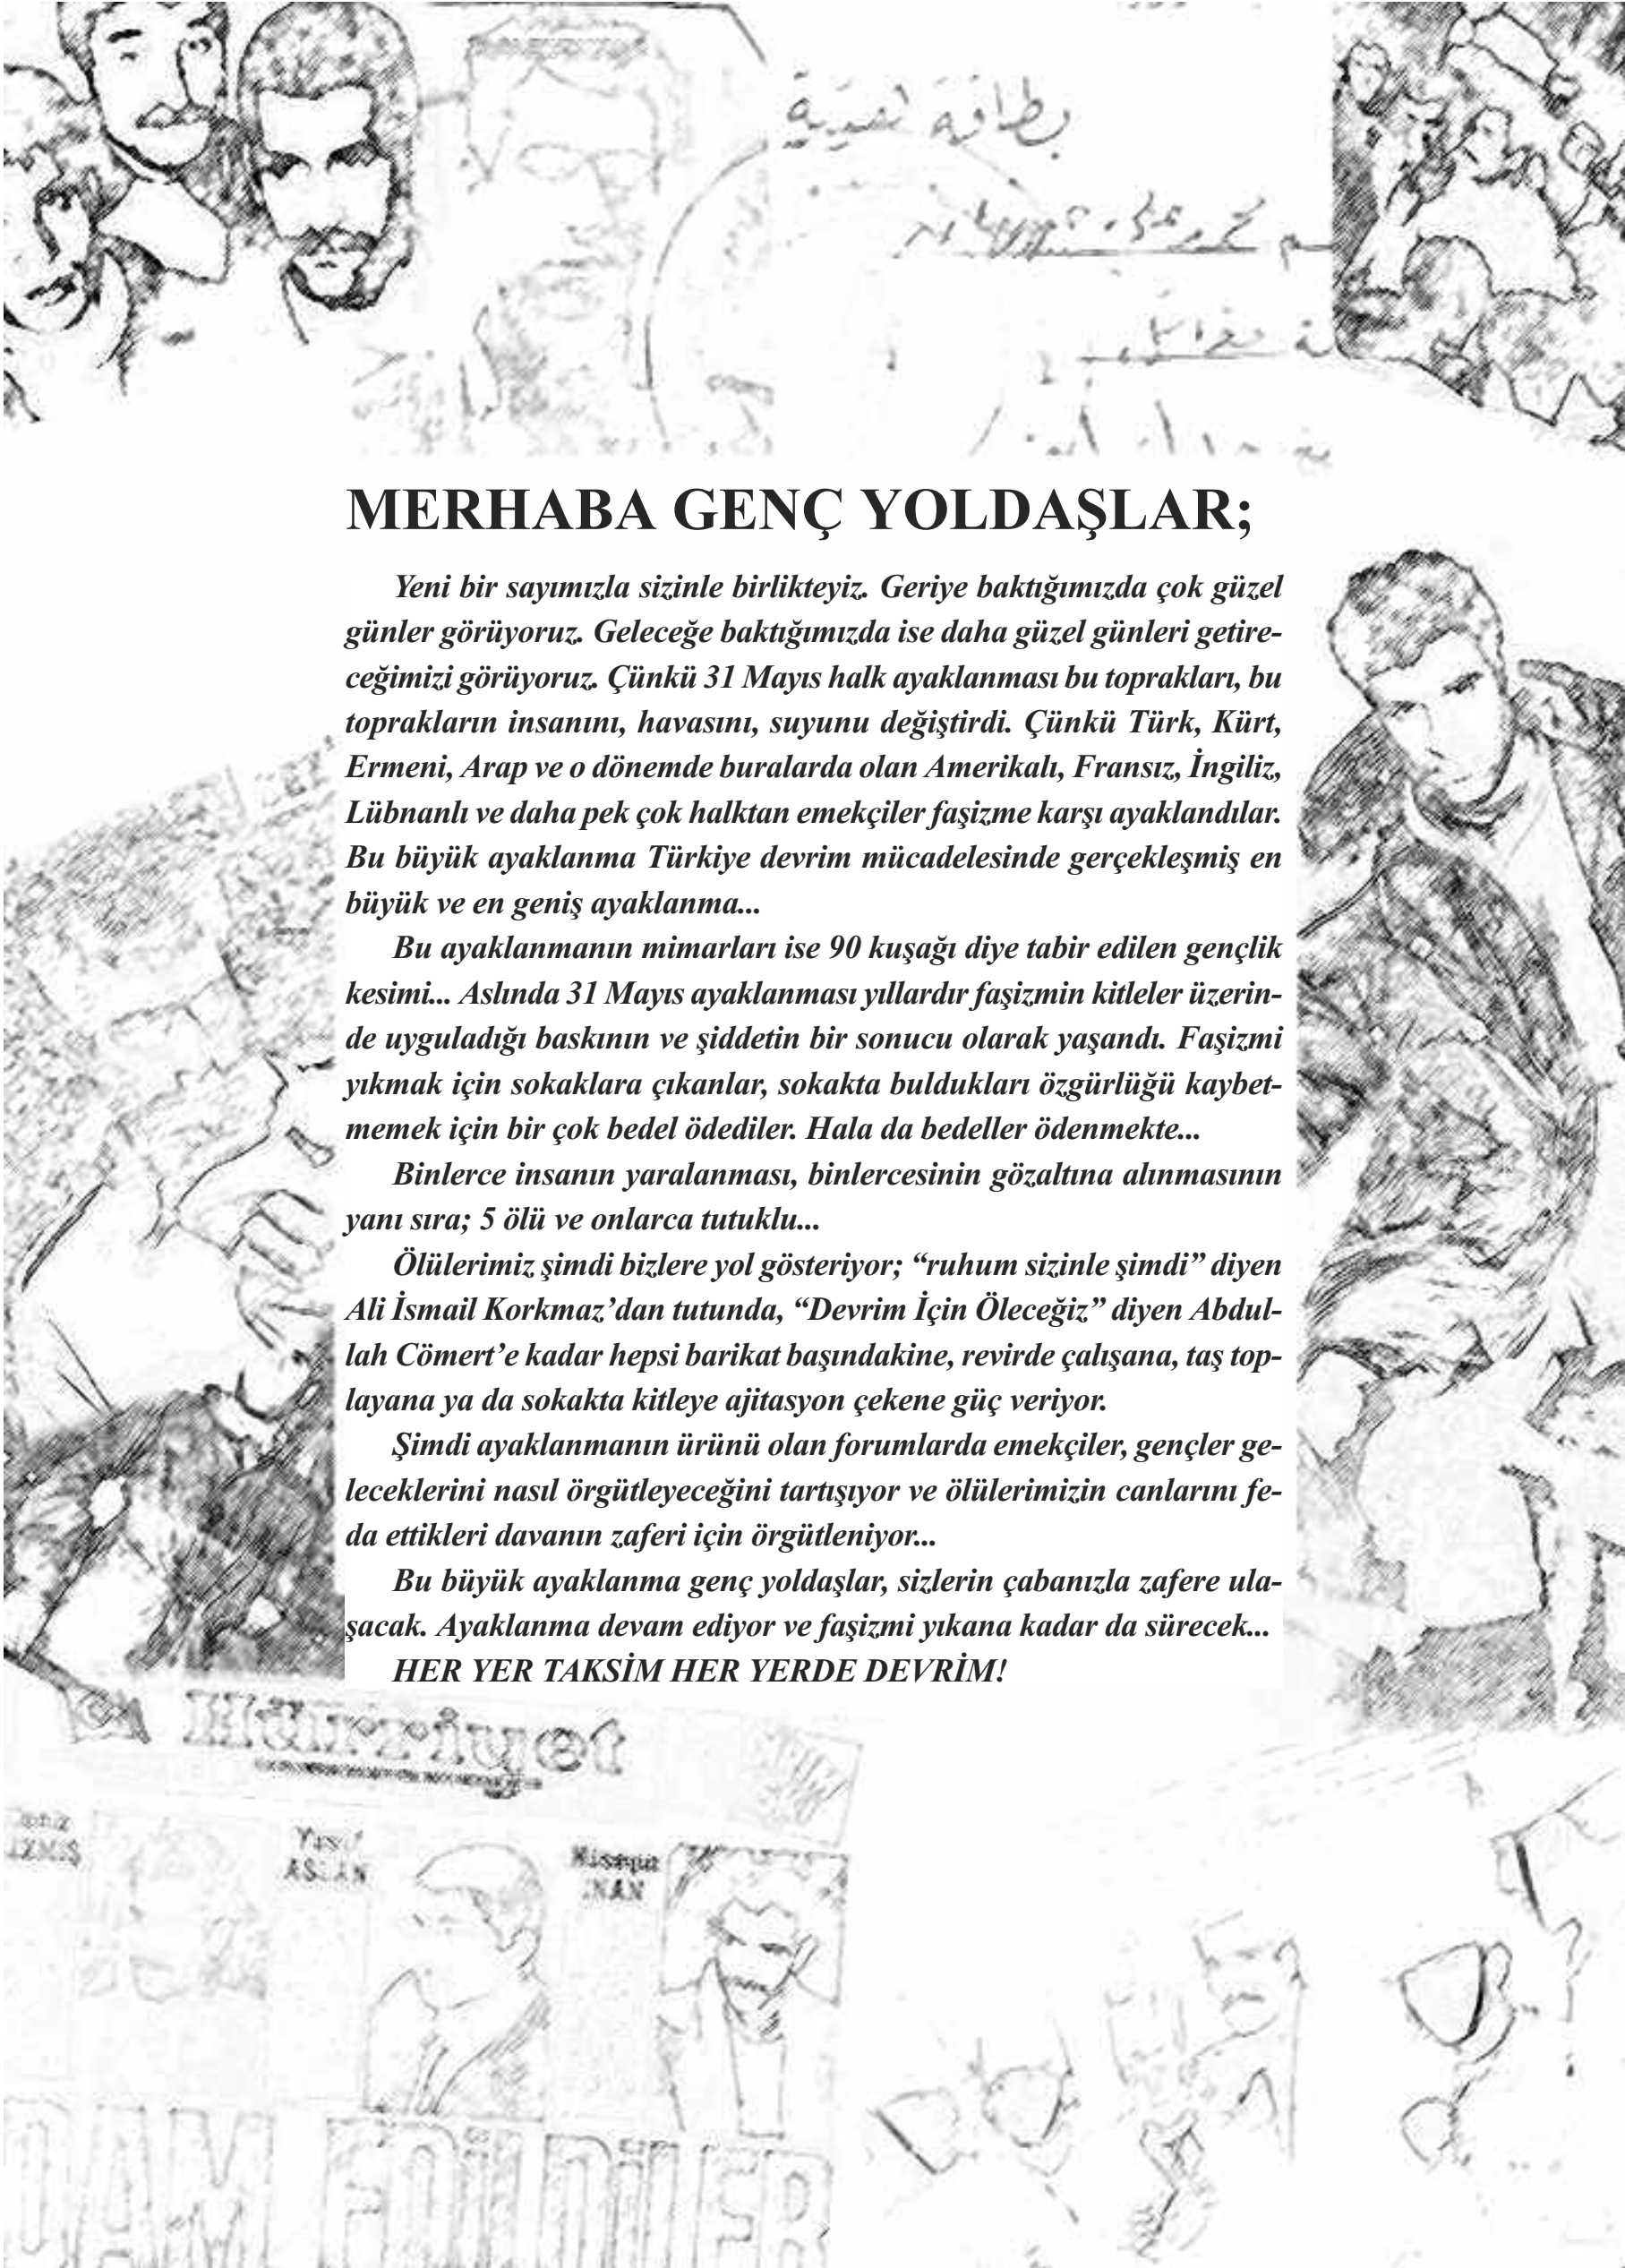 بطاقة
MERHABA GENÇ YOLDAŞLAR;
Yeni bir sayımızla sizinle birlikteyiz. Geriye baktığımızda çok güzel
günler görüyoruz. Geleceğe baktığımızda ise daha güzel günleri getire-
ceğimizi görüyoruz. Çünkü 31 Mayıs halk ayaklanması bu toprakları, bu
toprakların insanını, havasını, suyunu değiştirdi. Çünkü Türk, Kürt,
Ermeni, Arap ve o dönemde buralarda olan Amerikalı, Fransız, İngiliz,
Lübnanlı ve daha pek çok halktan emekçiler faşizme karşı ayaklandılar.
Bu büyük ayaklanma Türkiye devrim mücadelesinde gerçekleşmiş en
büyük ve en geniş ayaklanma...
Bu ayaklanmanın mimarları ise 90 kuşağı diye tabir edilen gençlik
kesimi... Aslında 31 Mayıs ayaklanması yıllardır faşizmin kitleler üzerin-
de uyguladığı baskının ve şiddetin bir sonucu olarak yaşandı. Faşizmi
yıkmak için sokaklara çıkanlar, sokakta buldukları özgürlüğü kaybet-
memek için bir çok bedel ödediler. Hala da bedeller ödenmekte...
Binlerce insanın yaralanması, binlercesinin gözaltına alınmasının
yanı sıra; 5 ölü ve onlarca tutuklu...
Ölülerimiz şimdi bizlere yol gösteriyor; “ruhum sizinle şimdi” diyen
Ali İsmail Korkmaz’dan tutunda, “Devrim İçin Öleceğiz” diyen Abdul-
lah Cömert’e kadar hepsi barikat başındakine, revirde çalışana, taş top-
layana ya da sokakta kitleye ajitasyon çekene güç veriyor.
Şimdi ayaklanmanın ürünü olan forumlarda emekçiler, gençler ge-
leceklerini nasıl örgütleyeceğini tartışıyor ve ölülerimizin canlarını fe-
da ettikleri davanın zaferi için örgütleniyor...
Bu büyük ayaklanma genç yoldaşlar, sizlerin çabanızla zafere ula-
şacak. Ayaklanma devam ediyor ve faşizmi yıkana kadar da sürecek...
HER YER TAKSİM HER YERDE DEVRİM!
Hürriyet
Yusuf
ASLAN
EDİLDİLER